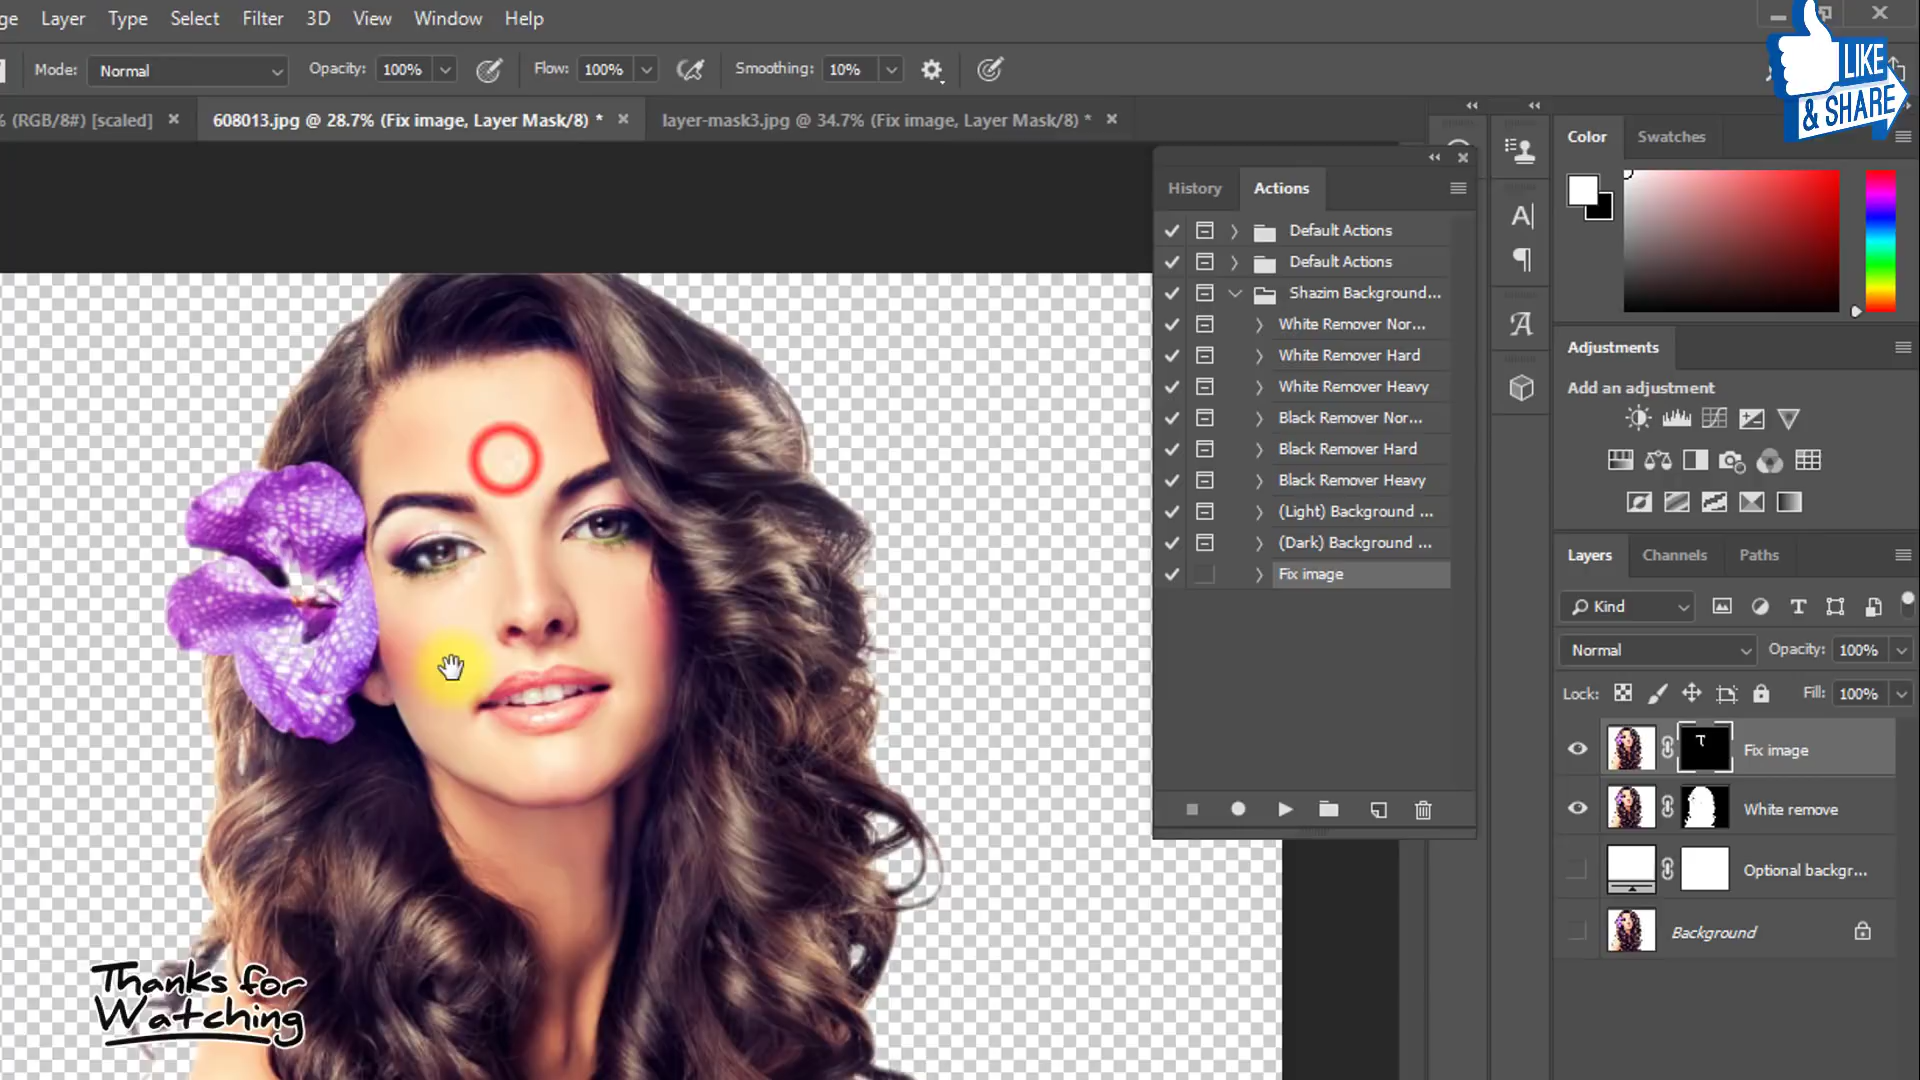 ge Layer Type Select Filter 3D View Window Help
LIKE
& SHARE
Mode: Normal Opacity: 100% Flow: 100% Smoothing: 10%
% (RGB/8#) [scaled] 608013.jpg @ 28.7% (Fix image, Layer Mask/8) * layer-mask3.jpg @ 34.7% (Fix image, Layer Mask/8) *
Color Swatches
History Actions
Default Actions
Default Actions
Shazim Background...
White Remover Nor...
White Remover Hard
White Remover Heavy
Black Remover Nor...
Black Remover Hard
Black Remover Heavy
(Light) Background ...
(Dark) Background ...
Fix image
Adjustments
Add an adjustment
Layers Channels Paths
Kind
Normal Opacity: 100%
Lock: Fill: 100%
Fix image
White remove
Optional backgr...
Background
Thanks for
Watching